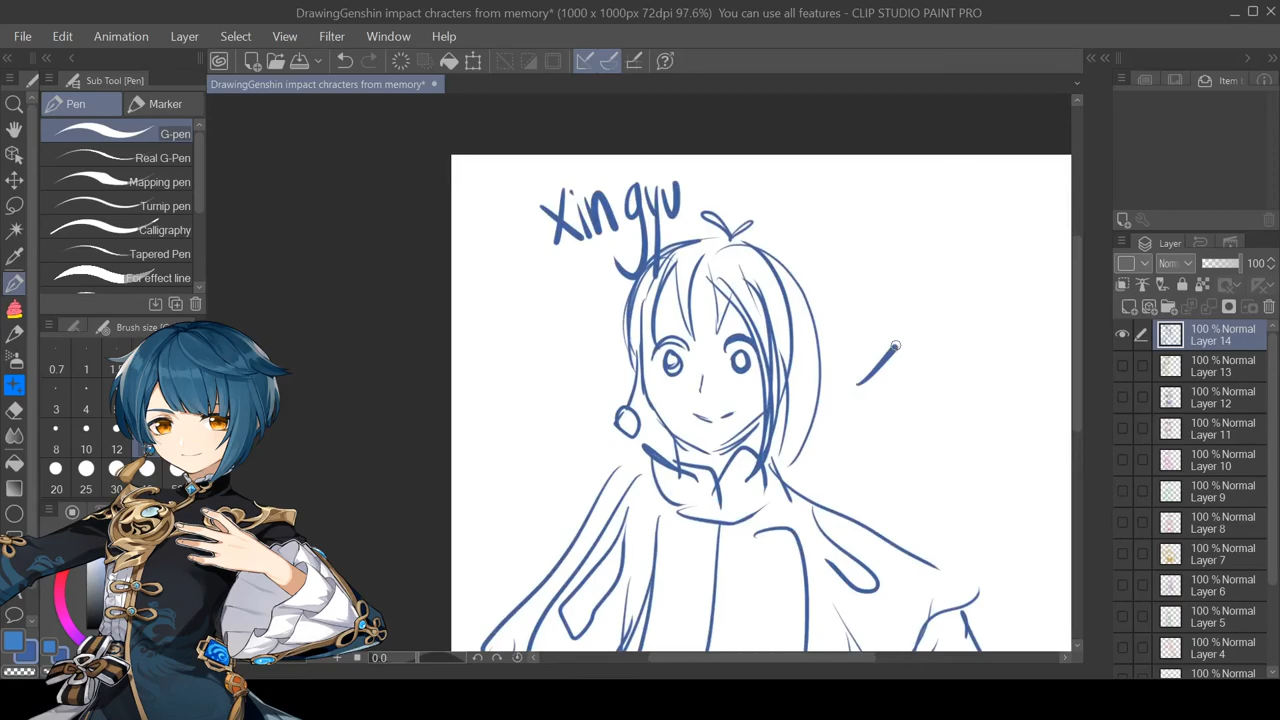 DrawingGenshin impact chracters from memory* (1000 x 1000px 72dpi 97.6%)  You can use all features - CLIP STUDIO PAINT PRO
File Edit Animation Layer Select View Filter Window Help
Sub Tool [Pen]
DrawingGenshin impact chracters from memory*
Item
Pen Marker
G-pen
Real G-Pen
Mapping pen
Turnip pen
Calligraphy
Tapered Pen
For effect line
Brush size
0.7 1
3 4
8 10 12
20 25
xingyu
Layer
100
100 % Normal
Layer 14
100 % Normal
Layer 13
100 % Normal
Layer 12
100 % Normal
Layer 11
100 % Normal
Layer 10
100 % Normal
Layer 9
100 % Normal
Layer 8
100 % Normal
Layer 7
100 % Normal
Layer 6
100 % Normal
Layer 5
100 % Normal
Layer 4
100 % Normal
0.0